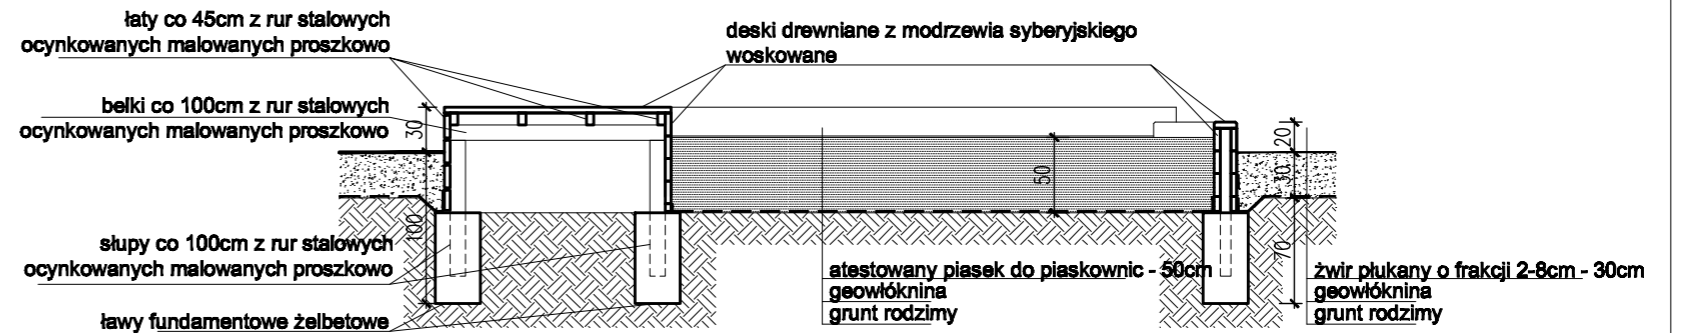 łaty co 45cm z rur stalowych
ocynkowanych malowanych proszkowo
deski drewniane z modrzewia syberyjskiego
woskowane
belki co 100cm z rur stalowych
ocynkowanych malowanych proszkowo
30
20
30
50
100
70
słupy co 100cm z rur stalowych
ocynkowanych malowanych proszkowo
ławy fundamentowe żelbetowe
atestowany piasek do piaskownic - 50cm
geowłóknina
grunt rodzimy
żwir płukany o frakcji 2-8cm - 30cm
geowłóknina
grunt rodzimy